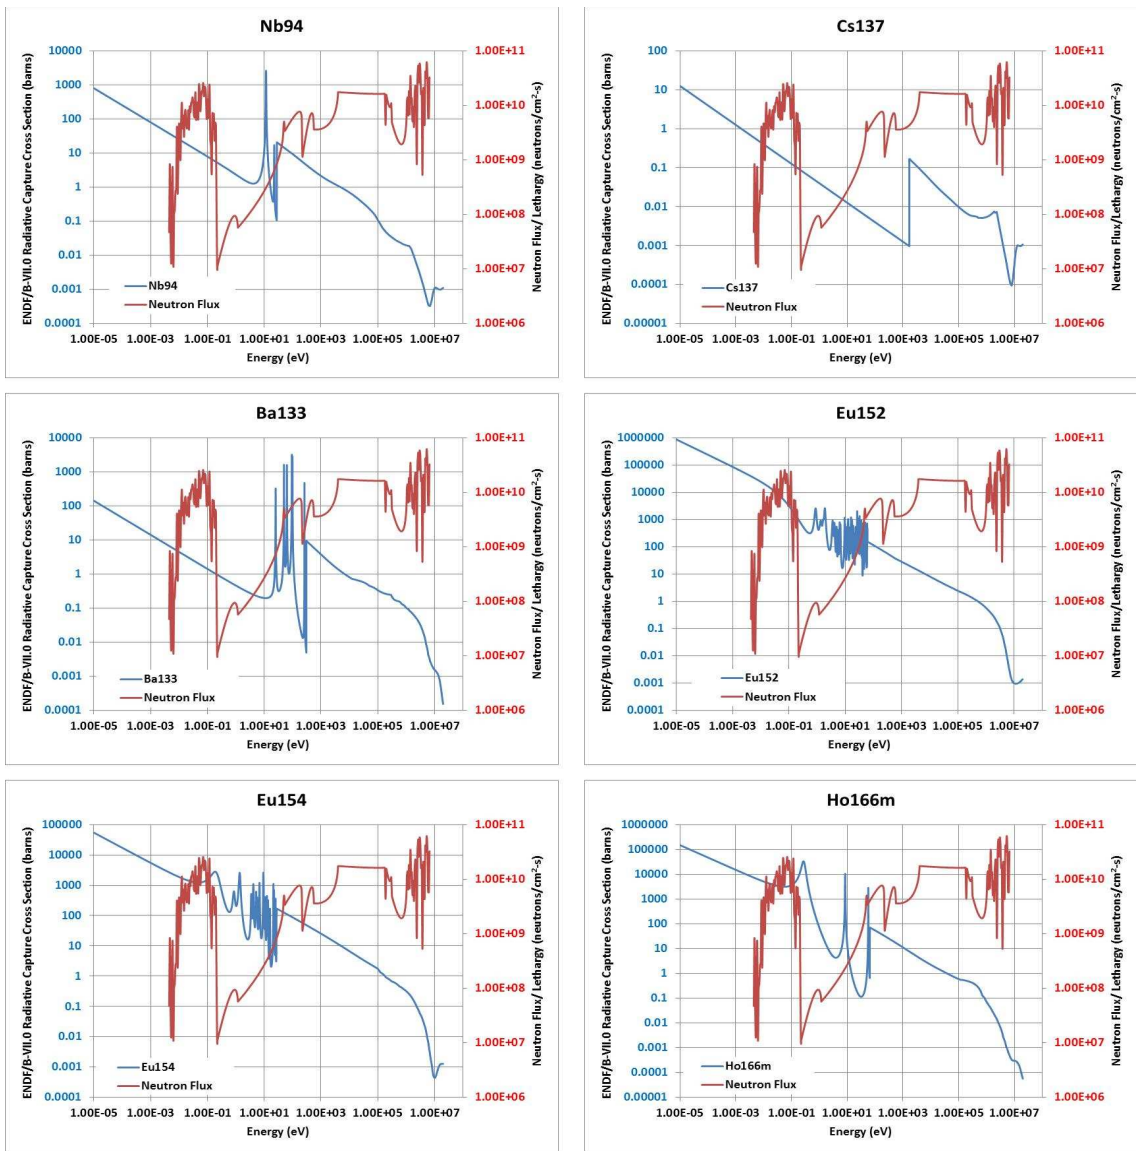 Nb94
ENDF/B-VII.0 Radiative Capture Cross Section (barns)
10000
1000
100
10
1
0.1
0.01
0.001
0.0001
1.00E+11
1.00E+10
1.00E+09
1.00E+08
1.00E+07
1.00E+06
Neutron Flux/ Lethargy (neutrons/cm²-s)
Nb94
Neutron Flux
1.00E-05 1.00E-03 1.00E-01 1.00E+01 1.00E+03 1.00E+05 1.00E+07
Energy (eV)
Cs137
ENDF/B-VII.0 Radiative Capture Cross Section (barns)
100
10
1
0.1
0.01
0.001
0.0001
0.00001
1.00E+11
1.00E+10
1.00E+09
1.00E+08
1.00E+07
1.00E+06
Neutron Flux/ Lethargy (neutrons/cm²-s)
Cs137
Neutron Flux
1.00E-05 1.00E-03 1.00E-01 1.00E+01 1.00E+03 1.00E+05 1.00E+07
Energy (eV)
Ba133
ENDF/B-VII.0 Radiative Capture Cross Section (barns)
10000
1000
100
10
1
0.1
0.01
0.001
0.0001
1.00E+11
1.00E+10
1.00E+09
1.00E+08
1.00E+07
1.00E+06
Neutron Flux/ Lethargy (neutrons/cm²-s)
Ba133
Neutron Flux
1.00E-05 1.00E-03 1.00E-01 1.00E+01 1.00E+03 1.00E+05 1.00E+07
Energy (eV)
Eu152
ENDF/B-VII.0 Radiative Capture Cross Section (barns)
1000000
100000
10000
1000
100
10
1
0.1
0.01
0.001
0.0001
1.00E+11
1.00E+10
1.00E+09
1.00E+08
1.00E+07
1.00E+06
Neutron Flux/Lethargy (neutrons/cm²-s)
Eu152
Neutron Flux
1.00E-05 1.00E-03 1.00E-01 1.00E+01 1.00E+03 1.00E+05 1.00E+07
Energy (eV)
Eu154
ENDF/B-VII.0 Radiative Capture Cross Section (barns)
100000
10000
1000
100
10
1
0.1
0.01
0.001
0.0001
1.00E+11
1.00E+10
1.00E+09
1.00E+08
1.00E+07
1.00E+06
Neutron Flux/ Lethargy (neutrons/cm²-s)
Eu154
Neutron Flux
1.00E-05 1.00E-03 1.00E-01 1.00E+01 1.00E+03 1.00E+05 1.00E+07
Energy (eV)
Ho166m
ENDF/B-VII.0 Radiative Capture Cross Section (barns)
1000000
100000
10000
1000
100
10
1
0.1
0.01
0.001
0.0001
0.00001
1.00E+11
1.00E+10
1.00E+09
1.00E+08
1.00E+07
1.00E+06
Neutron Flux/ Lethargy (neutrons/cm²-s)
Ho166m
Neutron Flux
1.00E-05 1.00E-03 1.00E-01 1.00E+01 1.00E+03 1.00E+05 1.00E+07
Energy (eV)